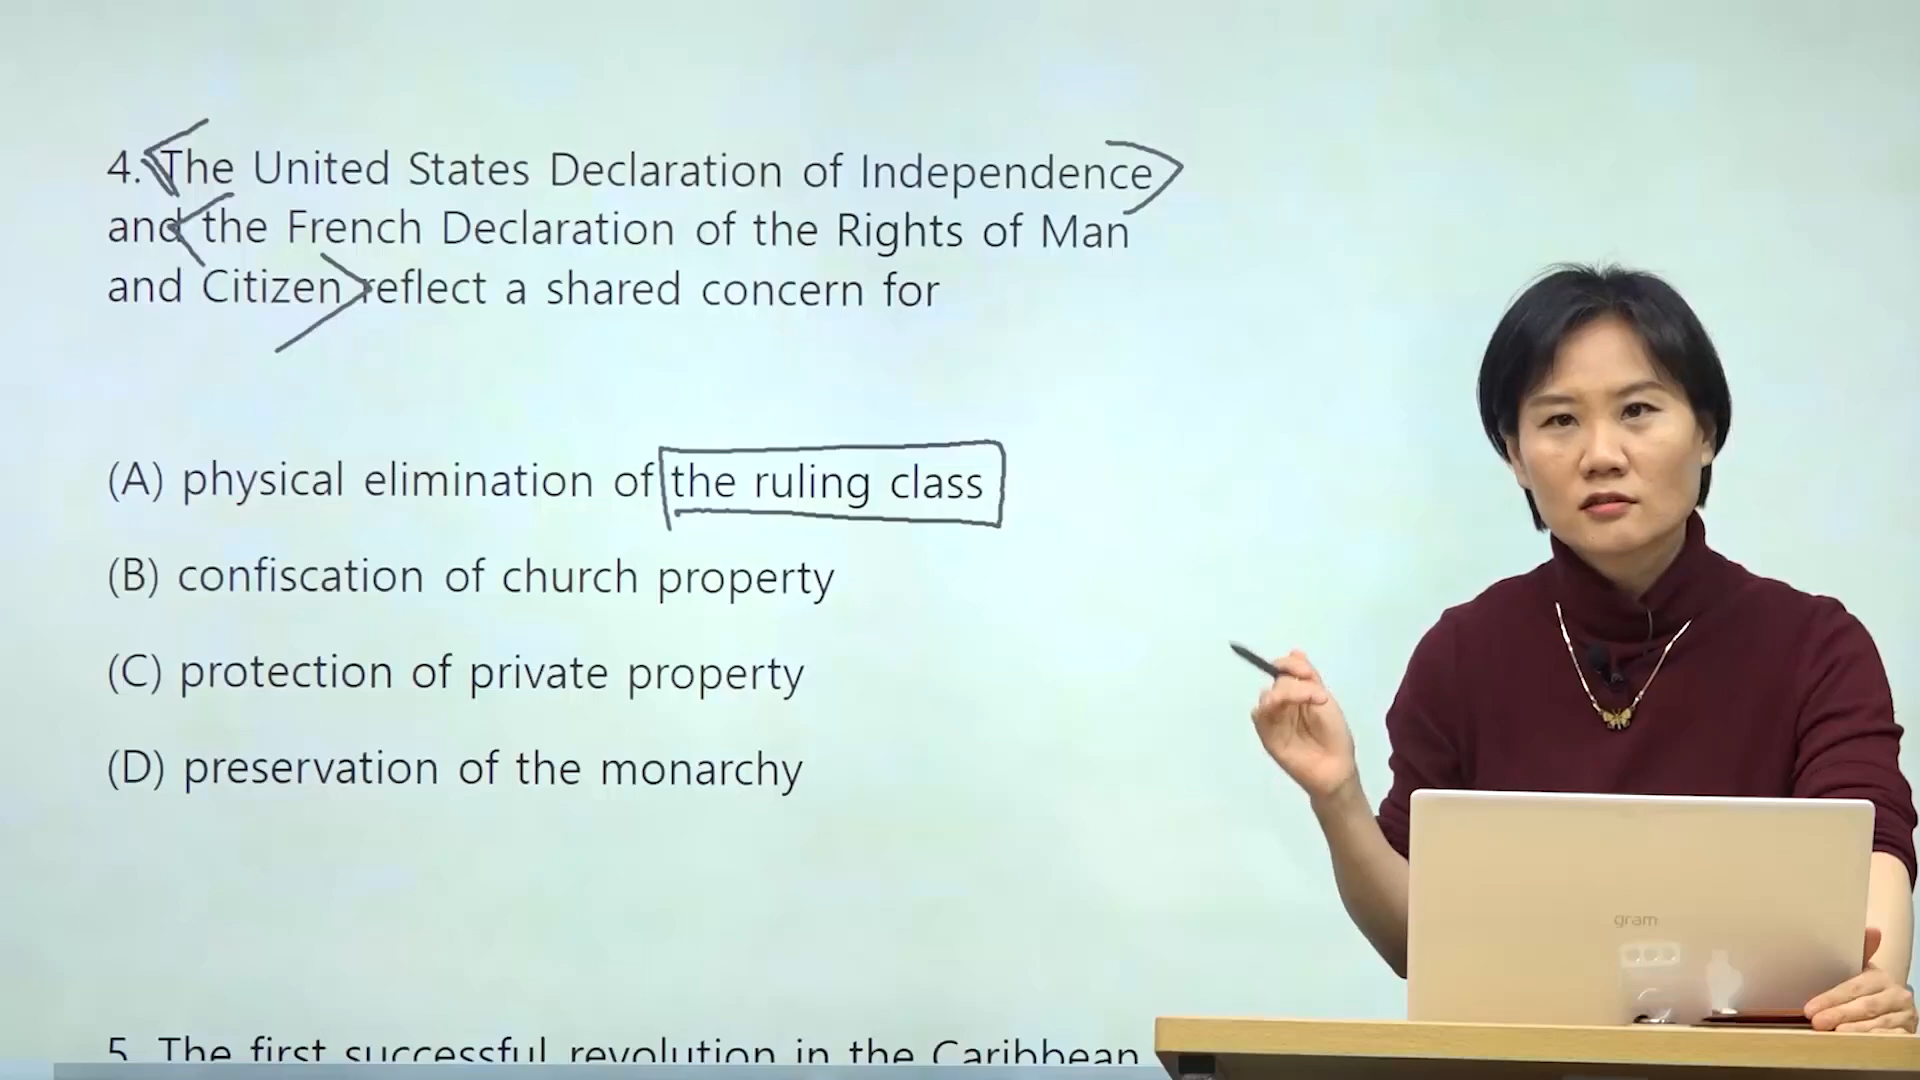 4. The United States Declaration of Independence
and the French Declaration of the Rights of Man
and Citizen reflect a shared concern for
(A) physical elimination of the ruling class
(B) confiscation of church property
(C) protection of private property
(D) preservation of the monarchy
5. The first successful revolution in the Caribbean
gram